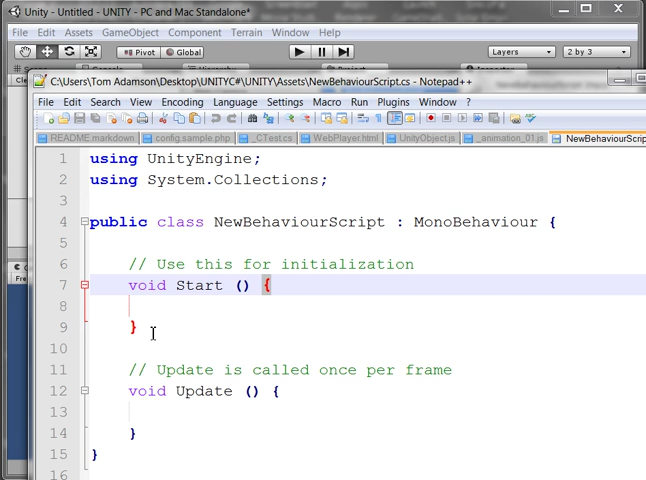 Unity - Untitled - UNITY - PC and Mac Standalone*
File Edit Assets GameObject Component Terrain Window Help
Pivot Global Layers 2 by 3
C:\Users\Tom Adamson\Desktop\UNITYC#\UNITY\Assets\NewBehaviourScript.cs - Notepad++
File Edit Search View Encoding Language Settings Macro Run Plugins Window ?
README.markdown config.sample.php _CTest.cs WebPlayer.html UnityObject.js _animation_01.js NewBehaviourScrip
1 using UnityEngine;
2 using System.Collections;
3
4 public class NewBehaviourScript : MonoBehaviour {
5
6 // Use this for initialization
7 void Start () {
8
9 }
10
11 // Update is called once per frame
12 void Update () {
13
14 }
15 }
16